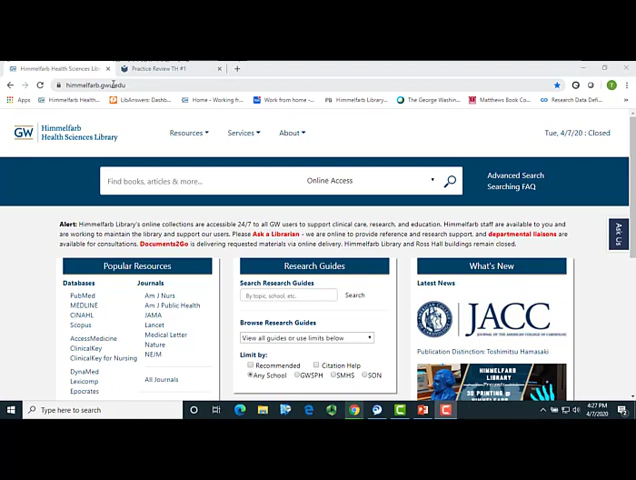 Himmelfarb Health Sciences Lib
Practice Review TH #1
himmelfarb.gwu.edu
Apps
Himmelfarb Health...
LibAnswers: Dashbo...
Home - Working fr...
Work from home -...
Himmelfarb Library...
The George Washing...
Matthews Book Co...
Research Data Defi...
GW
Himmelfarb
Health Sciences Library
Resources
Services
About
Tue, 4/7/20 : Closed
Find books, articles & more...
Online Access
Advanced Search
Searching FAQ
Alert: Himmelfarb Library's online collections are accessible 24/7 to all GW users to support clinical care, research, and education. Himmelfarb staff are available to you and
are working to maintain the library and support our users. Please Ask a Librarian - we are online to provide reference and research support, and departmental liaisons are
available for consultations. Documents2Go is delivering requested materials via online delivery. Himmelfarb Library and Ross Hall buildings remain closed.
Ask Us
Popular Resources
Databases
PubMed
MEDLINE
CINAHL
Scopus
AccessMedicine
ClinicalKey
ClinicalKey for Nursing
DynaMed
Lexicomp
Epocrates
Journals
Am J Nurs
Am J Public Health
JAMA
Lancet
Medical Letter
Nature
NEJM
All Journals
Research Guides
Search Research Guides
By topic, school, etc.
Search
Browse Research Guides
View all guides or use limits below
Limit by:
Recommended
Citation Help
Any School
GWSPH
SMHS
SON
What's New
Latest News
JACC
JOURNAL OF THE AMERICAN COLLEGE OF CARDIOLOGY
Publication Distinction: Toshimitsu Hamasaki
HIMMELFARB
LIBRARY
3D PRINTING @
Type here to search
4:27 PM
4/7/2020